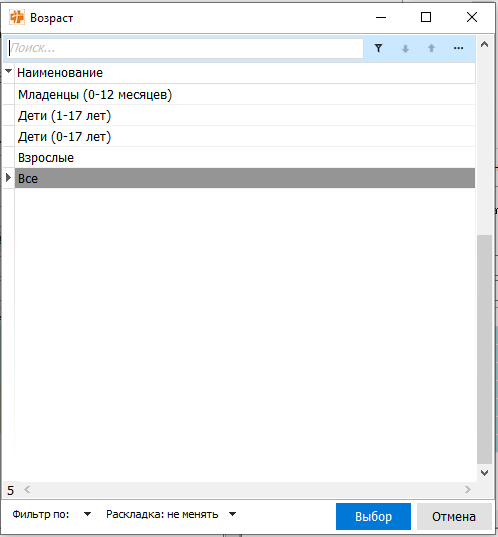 Возраст
Поиск...
Наименование
Младенцы (0-12 месяцев)
Дети (1-17 лет)
Дети (0-17 лет)
Взрослые
Все
5
Фильтр по: Раскладка: не менять Выбор Отмена